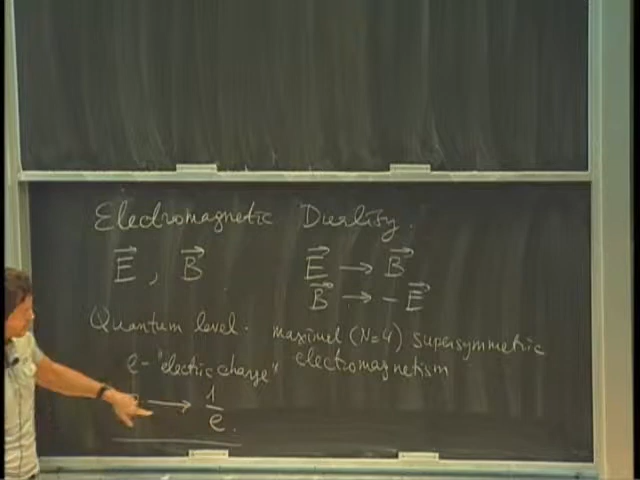 Electromagnetic Duality.
E→ , B→ E→ → B→
B→ → - E→
Quantum level. maximal (N=4) supersymmetric
e - "electric charge" electromagnetism
→ 1/e.